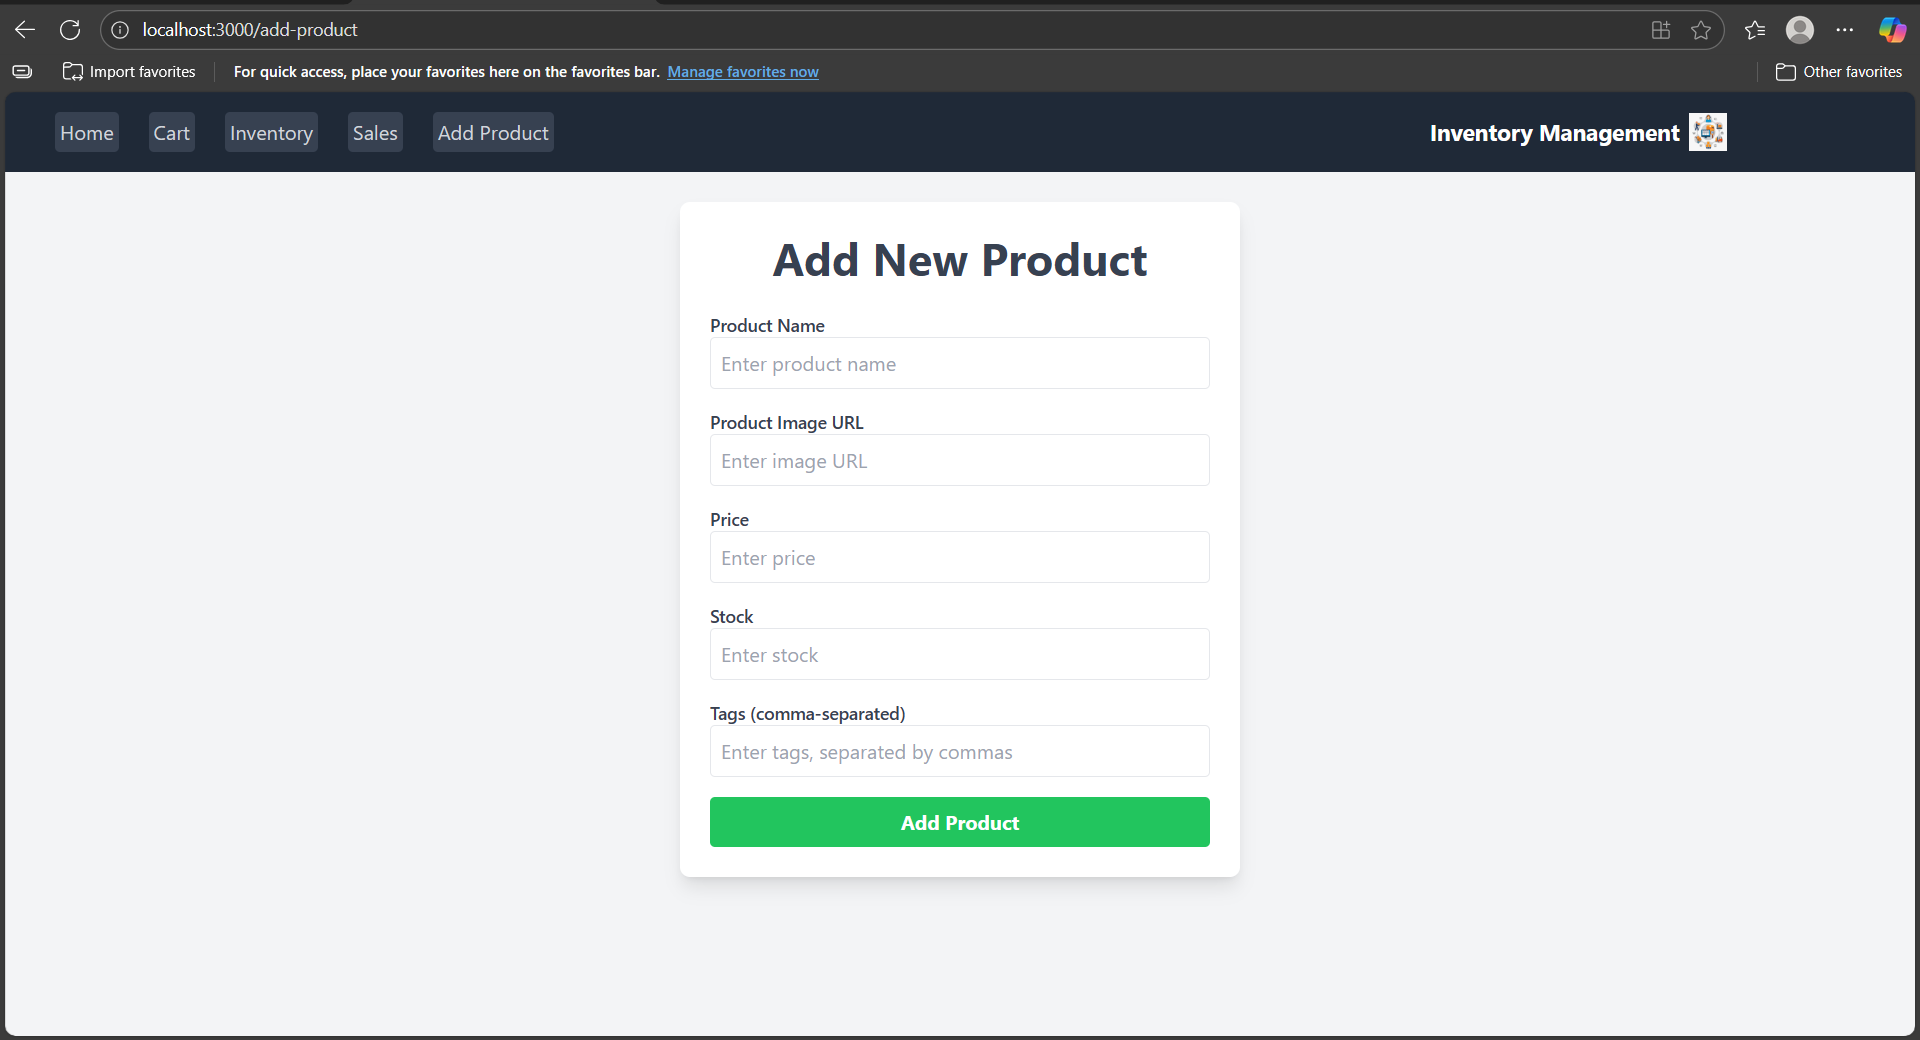 localhost:3000/add-product
Import favorites For quick access, place your favorites here on the favorites bar. Manage favorites now Other favorites
Home Cart Inventory Sales Add Product Inventory Management
Add New Product
Product Name
Enter product name
Product Image URL
Enter image URL
Price
Enter price
Stock
Enter stock
Tags (comma-separated)
Enter tags, separated by commas
Add Product